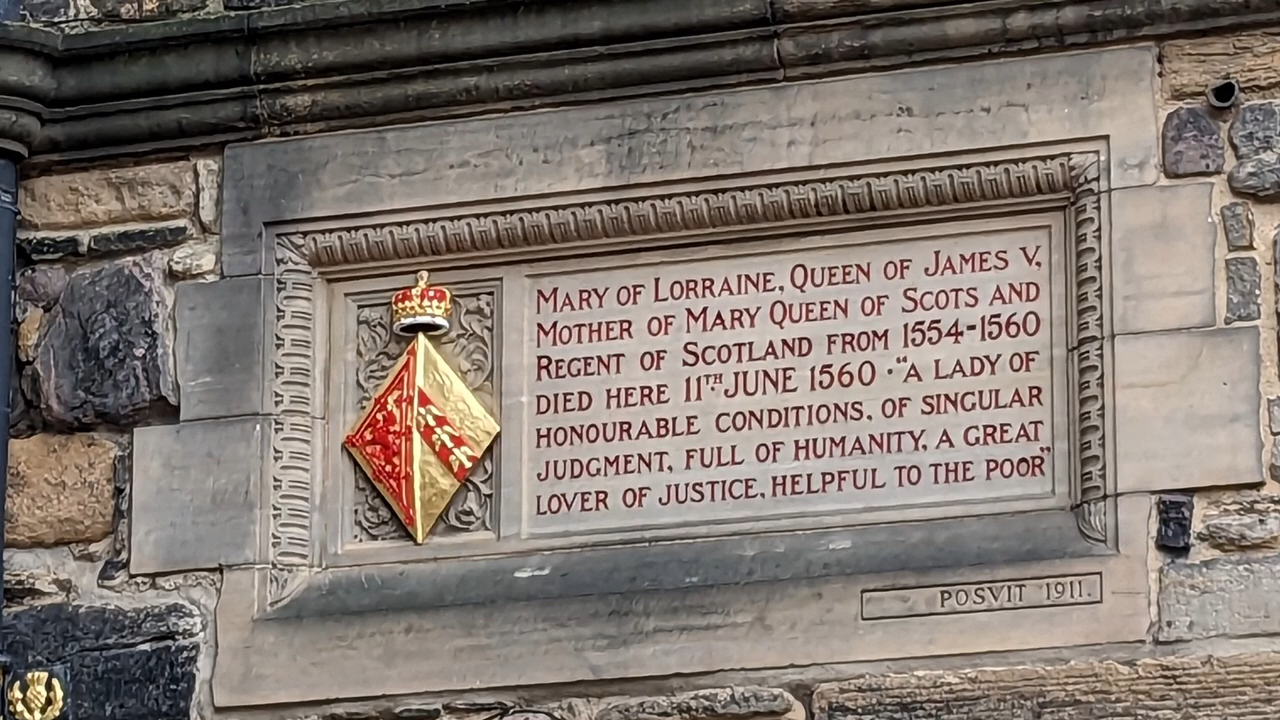 MARY OF LORRAINE, QUEEN OF JAMES V,
MOTHER OF MARY QUEEN OF SCOTS AND
REGENT OF SCOTLAND FROM 1554-1560
DIED HERE 11TH JUNE 1560 · "A LADY OF
HONOURABLE CONDITIONS, OF SINGULAR
JUDGMENT, FULL OF HUMANITY, A GREAT
LOVER OF JUSTICE, HELPFUL TO THE POOR"
POSVIT 1911.